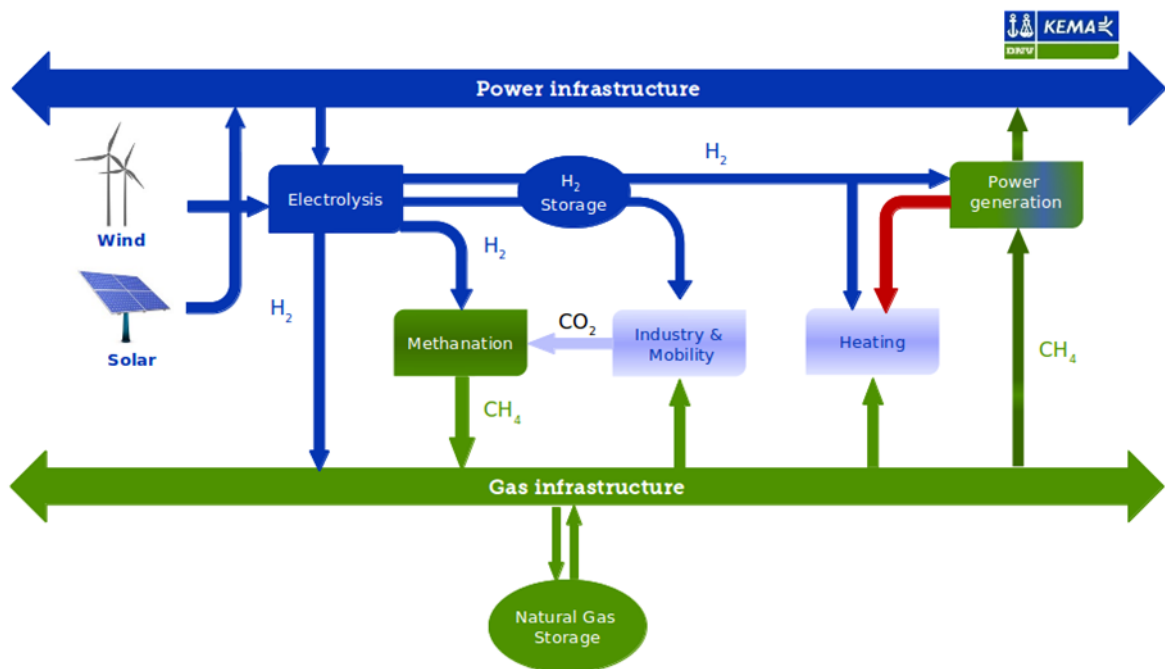 KEMA
DNV
Power infrastructure
H₂
Electrolysis
H₂
Storage
Power
generation
Wind
H₂
H₂
CO₂
Methanation
Industry &
Mobility
Heating
Solar
CH₄
CH₄
Gas infrastructure
Natural Gas
Storage